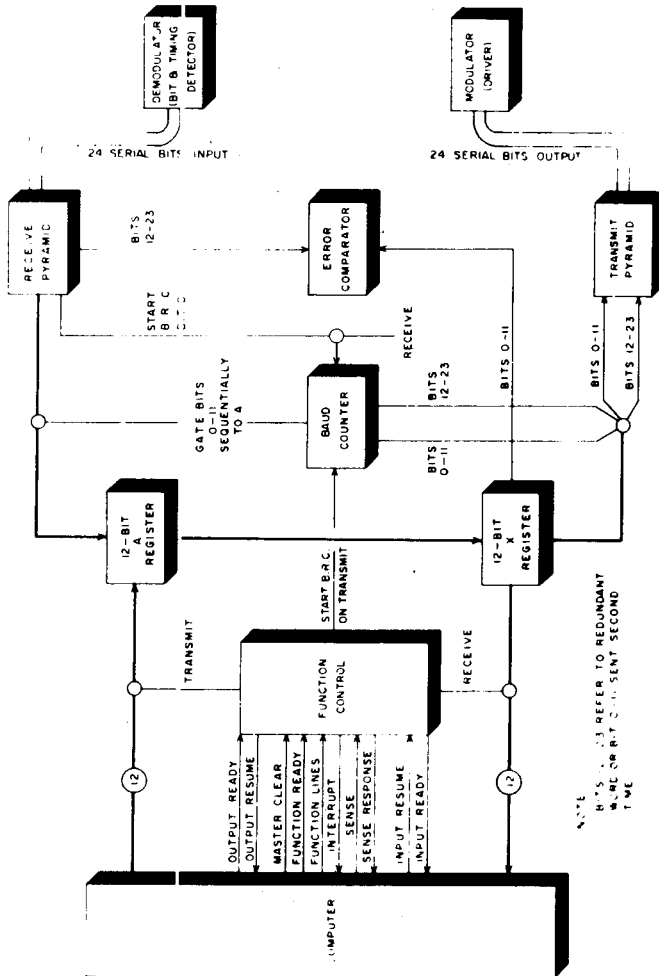 DEMODULATOR
(BIT & TIMING
DETECTOR)
MODULATOR
(DRIVER)
24 SERIAL BITS INPUT
24 SERIAL BITS OUTPUT
RECEIVE
PYRAMID
BITS
12-23
ERROR
COMPARATOR
TRANSMIT
PYRAMID
START
B R C
RECEIVE
BITS 0-11
BITS 0-11
BITS 12-23
GATE BITS
0-11
SEQUENTIALLY
TO A
BAUD
COUNTER
BITS
12-23
BITS
0-11
12-BIT
A
REGISTER
START B.R.C.
ON TRANSMIT
12-BIT
X
REGISTER
TRANSMIT
FUNCTION
CONTROL
RECEIVE
12
OUTPUT READY
OUTPUT RESUME
MASTER CLEAR
FUNCTION READY
FUNCTION LINES
INTERRUPT
SENSE
SENSE RESPONSE
INPUT RESUME
INPUT READY
12
REFER TO REDUNDANT
WORD OR BIT SENT SECOND
TIME